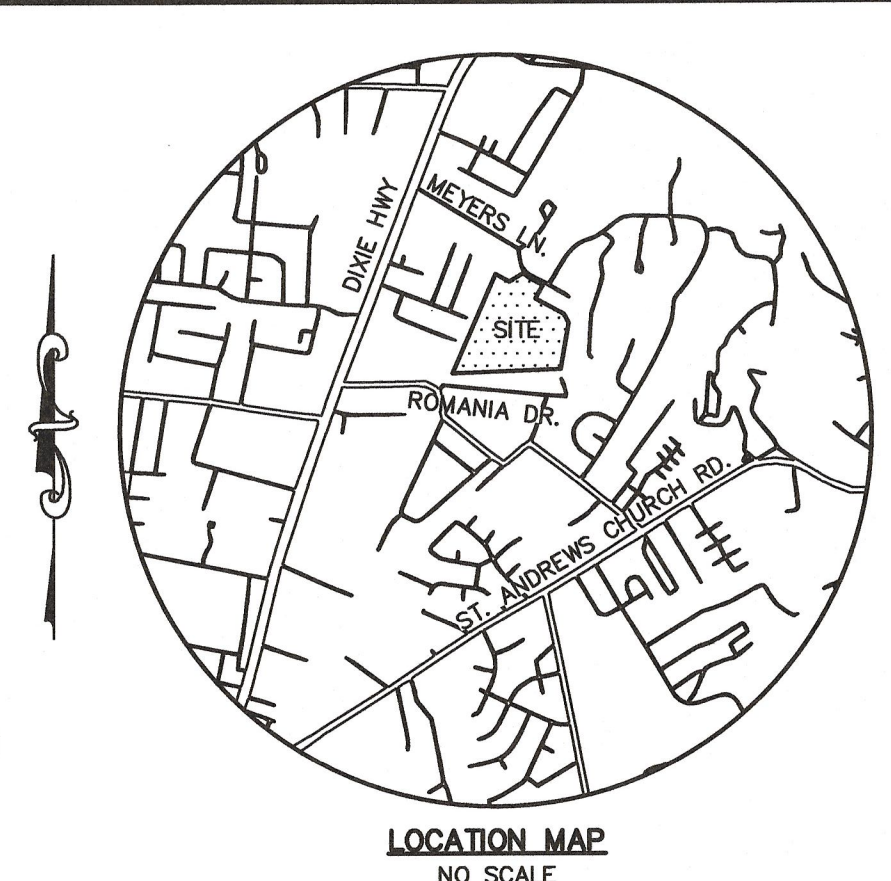 MEYERS LN.
DIXIE HWY
SITE
ROMANIA DR.
ST. ANDREWS CHURCH RD.
LOCATION MAP
NO SCALE